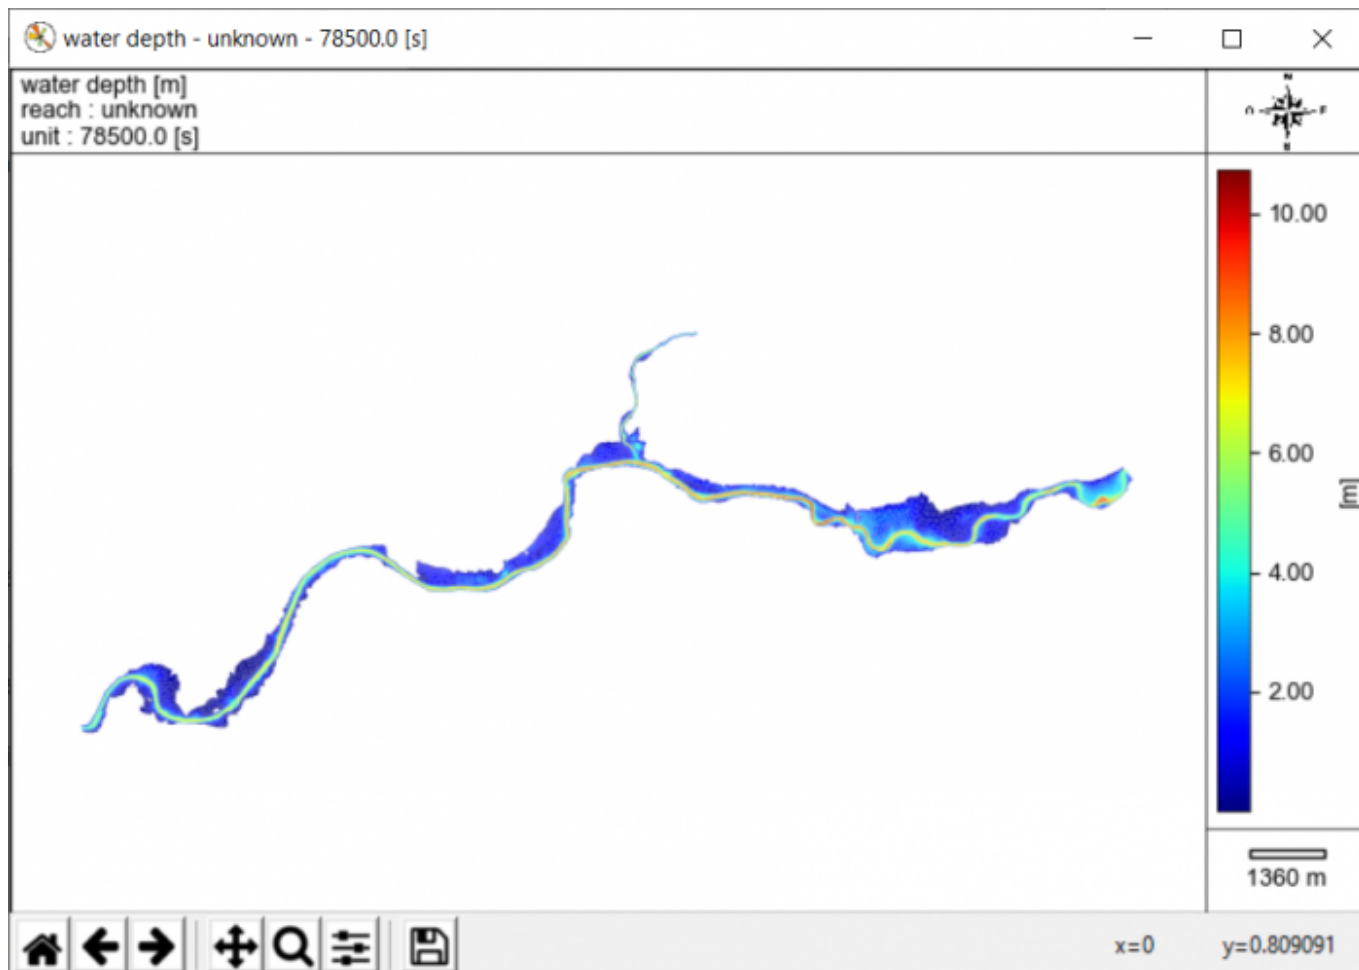 water depth - unknown - 78500.0 [s]
water depth [m]
reach : unknown
unit : 78500.0 [s]
N
O
E
10.00
8.00
6.00
4.00
2.00
[m]
1360 m
x=0 y=0.809091